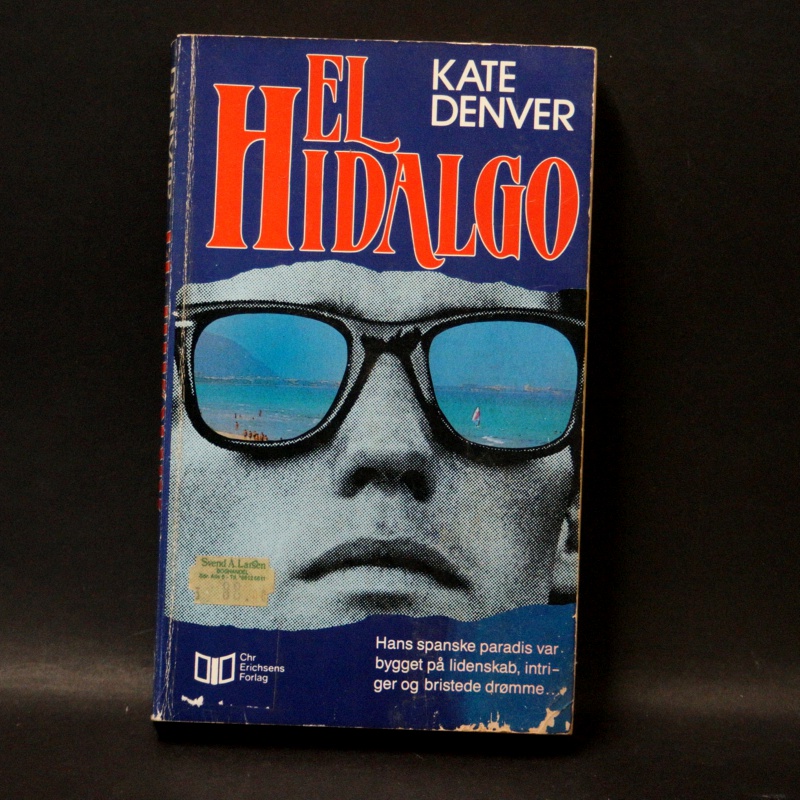 EL
HIDALGO
KATE
DENVER
Svend A. Larsen
BOGHANDEL
Chr
Erichsens
Forlag
Hans spanske paradis var
bygget på lidenskab, intri-
ger og bristede drømme...